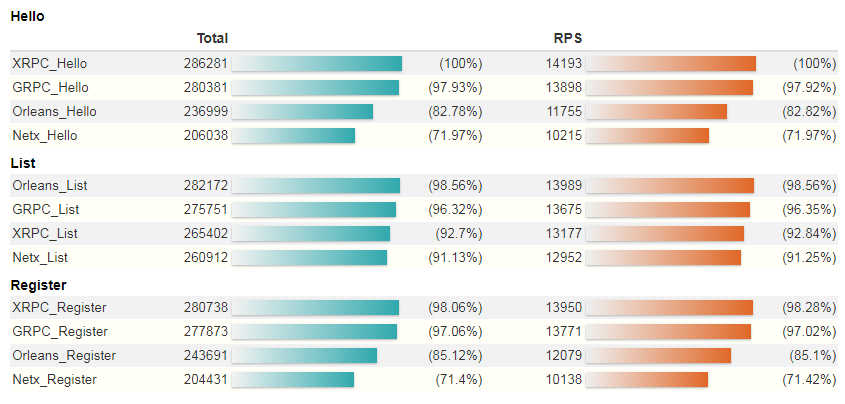 Hello
Total RPS
XRPC_Hello 286281 (100%) 14193 (100%)
GRPC_Hello 280381 (97.93%) 13898 (97.92%)
Orleans_Hello 236999 (82.78%) 11755 (82.82%)
Netx_Hello 206038 (71.97%) 10215 (71.97%)
List
Orleans_List 282172 (98.56%) 13989 (98.56%)
GRPC_List 275751 (96.32%) 13675 (96.35%)
XRPC_List 265402 (92.7%) 13177 (92.84%)
Netx_List 260912 (91.13%) 12952 (91.25%)
Register
XRPC_Register 280738 (98.06%) 13950 (98.28%)
GRPC_Register 277873 (97.06%) 13771 (97.02%)
Orleans_Register 243691 (85.12%) 12079 (85.1%)
Netx_Register 204431 (71.4%) 10138 (71.42%)